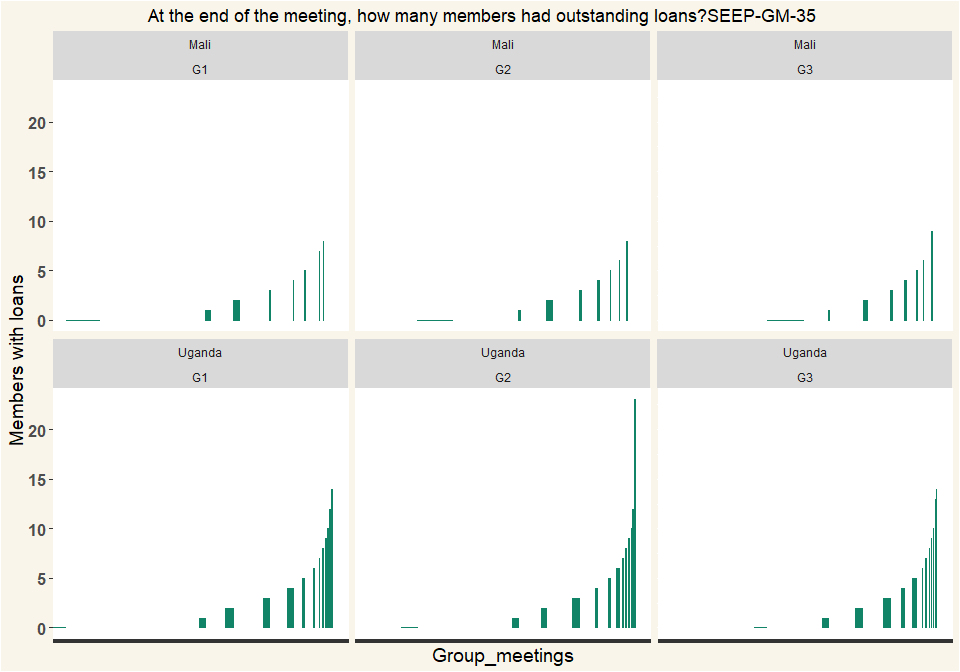 At the end of the meeting, how many members had outstanding loans?SEEP-GM-35
Mali
G1
Mali
G2
Mali
G3
20
15
10
5
0
Members with loans
Uganda
G1
Uganda
G2
Uganda
G3
20
15
10
5
0
Group_meetings